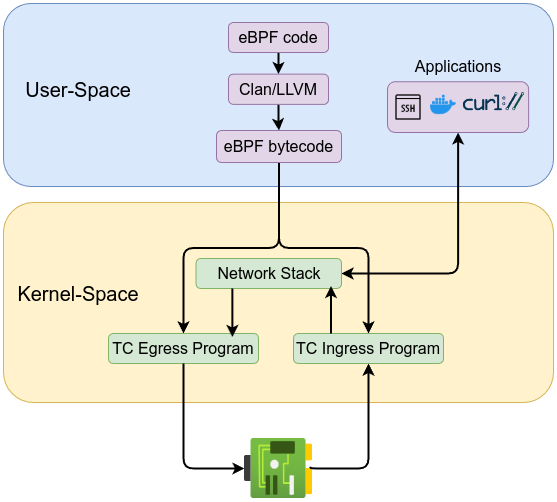 eBPF code
Applications
User-Space
Clan/LLVM
SSH
curl://
eBPF bytecode
Network Stack
Kernel-Space
TC Egress Program
TC Ingress Program